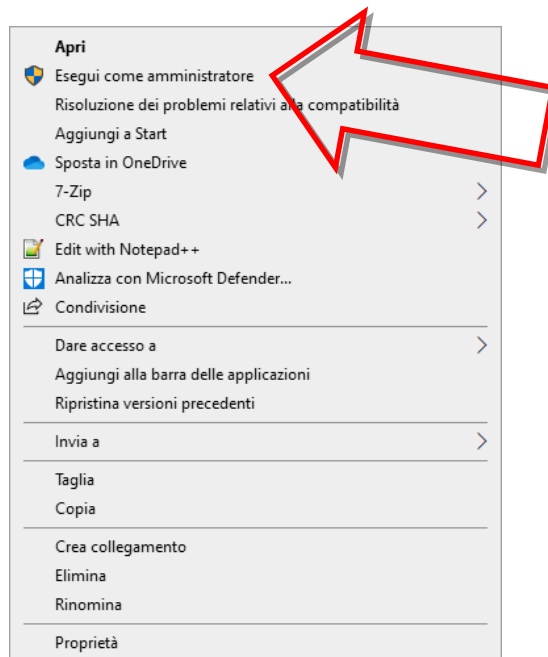 Apri
Esegui come amministratore
Risoluzione dei problemi relativi alla compatibilità
Aggiungi a Start
Sposta in OneDrive
7-Zip
CRC SHA
Edit with Notepad++
Analizza con Microsoft Defender...
Condivisione
Dare accesso a
Aggiungi alla barra delle applicazioni
Ripristina versioni precedenti
Invia a
Taglia
Copia
Crea collegamento
Elimina
Rinomina
Proprietà